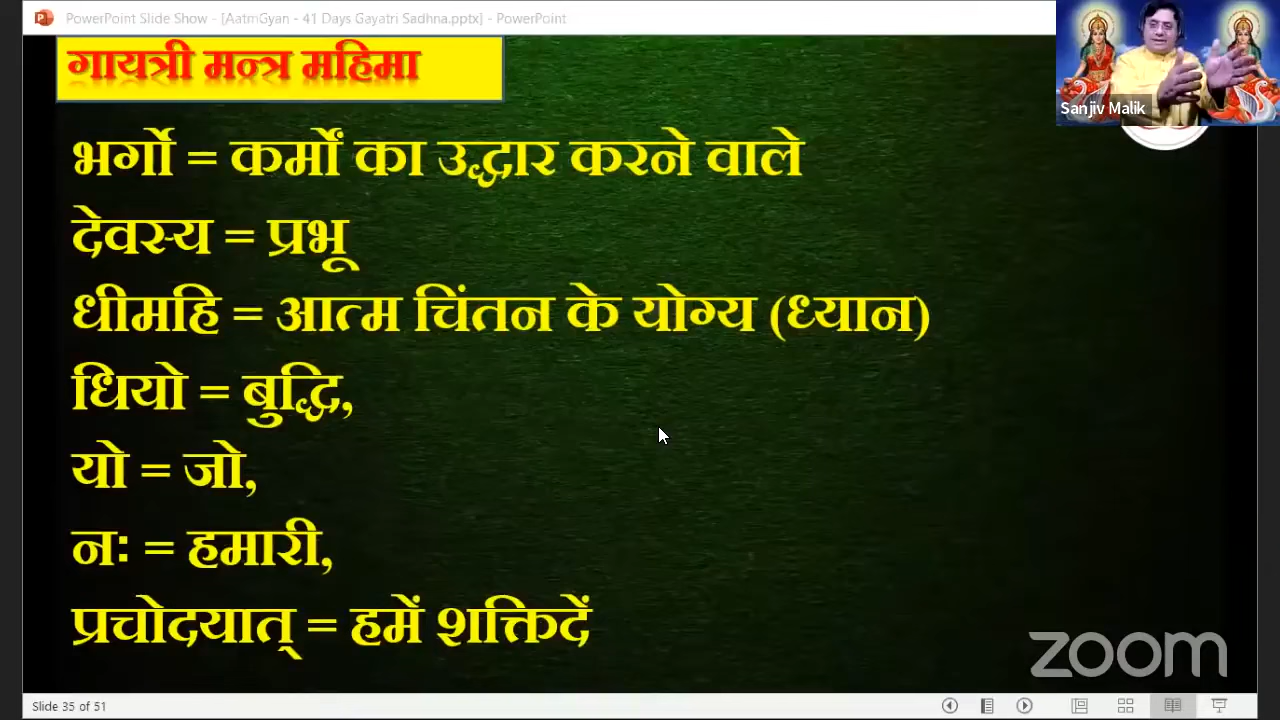 PowerPoint Slide Show - [AatmGyan - 41 Days Gayatri Sadhna.pptx] - PowerPoint
गायत्री मन्त्र महिमा
Sanjiv Malik
भर्गो = कर्मों का उद्धार करने वाले
देवस्य = प्रभू
धीमहि = आत्म चिंतन के योग्य (ध्यान)
धियो = बुद्धि,
यो = जो,
नः = हमारी,
प्रचोदयात् = हमें शक्तिदें
zoom
Slide 35 of 51